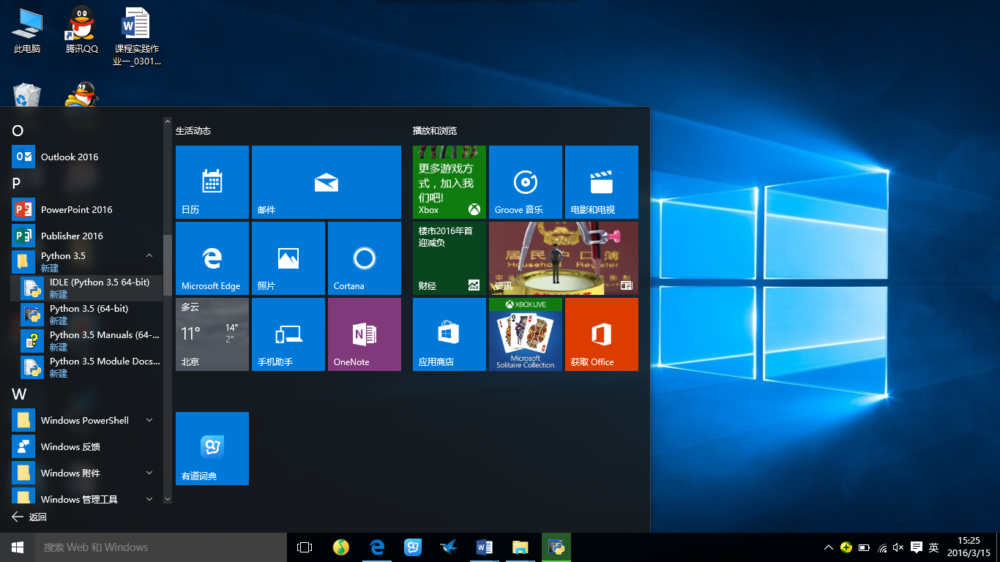 此电脑
腾讯QQ
课程实践作
业一_0301...
O
Outlook 2016
P
PowerPoint 2016
Publisher 2016
Python 3.5
新建
IDLE (Python 3.5 64-bit)
新建
Python 3.5 (64-bit)
新建
Python 3.5 Manuals (64-...
新建
Python 3.5 Module Docs...
新建
W
Windows PowerShell
Windows 反馈
Windows 附件
Windows 管理工具
返回
生活动态
日历
邮件
Microsoft Edge
照片
Cortana
多云
11°
14°
2°
北京
手机助手
OneNote
有道词典
播放和浏览
更多游戏方
式，加入我
们吧!
Xbox
Groove 音乐
电影和电视
楼市2016年首
迎减负
财经
居民户口簿
Household Register
资讯
应用商店
XBOX LIVE
Microsoft
Solitaire Collection
获取 Office
搜索 Web 和 Windows
英
15:25
2016/3/15